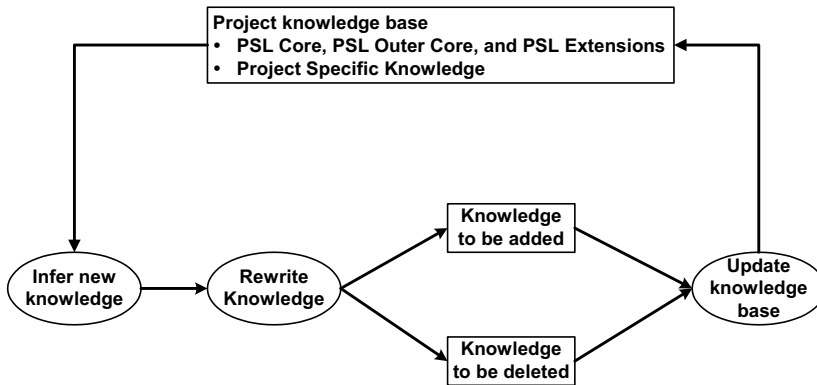 Project knowledge base
• PSL Core, PSL Outer Core, and PSL Extensions
• Project Specific Knowledge
Knowledge
to be added
Infer new
knowledge
Rewrite
Knowledge
Update
knowledge
base
Knowledge
to be deleted